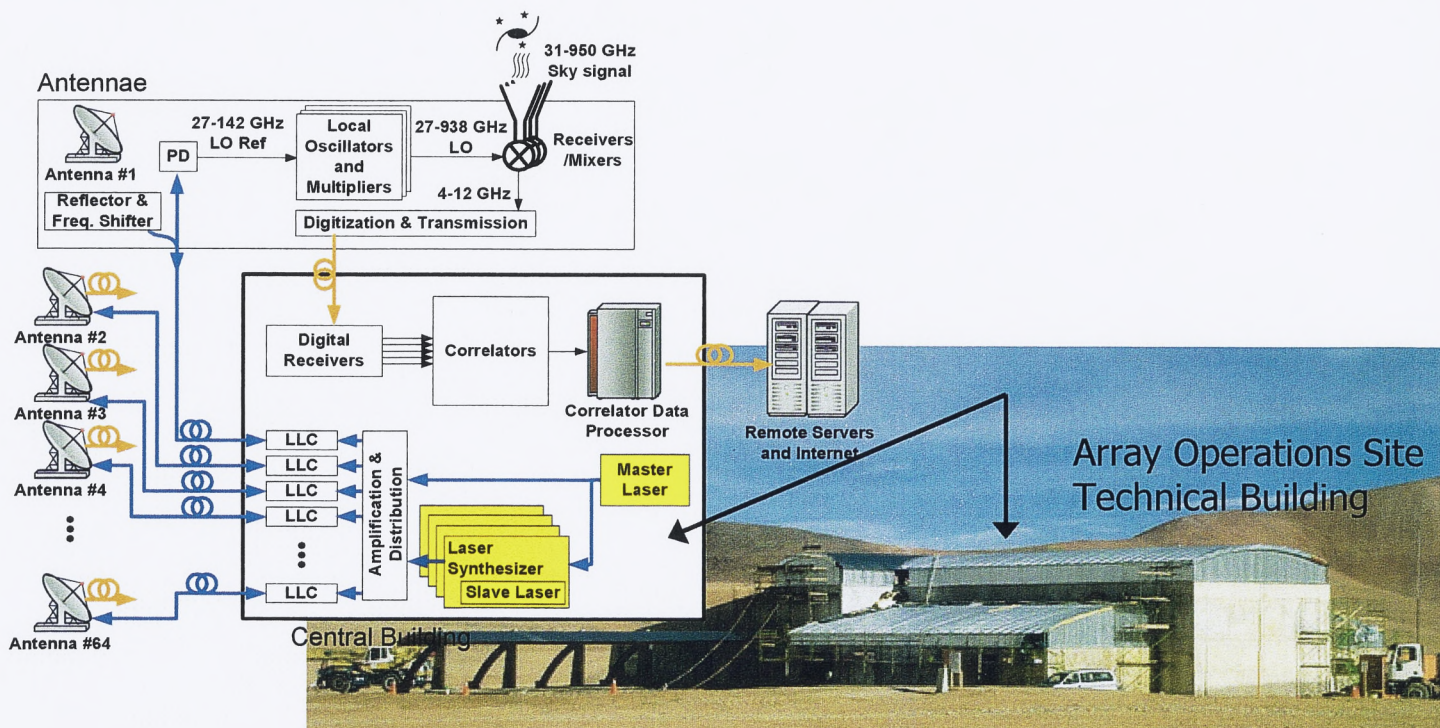 31-950 GHz
Sky signal
Antennae
27-142 GHz
LO Ref
Local
Oscillators
and
Multipliers
27-938 GHz
LO
Receivers
/Mixers
PD
Antenna #1
4-12 GHz
Reflector &
Freq. Shifter
Digitization & Transmission
Antenna #2
Digital
Receivers
Correlators
Antenna #3
Correlator Data
Processor
Remote Servers
and Internet
Antenna #4
LLC
LLC
LLC
LLC
LLC
Amplification &
Distribution
Master
Laser
Laser
Synthesizer
Slave Laser
Array Operations Site
Technical Building
Antenna #64
Central Building